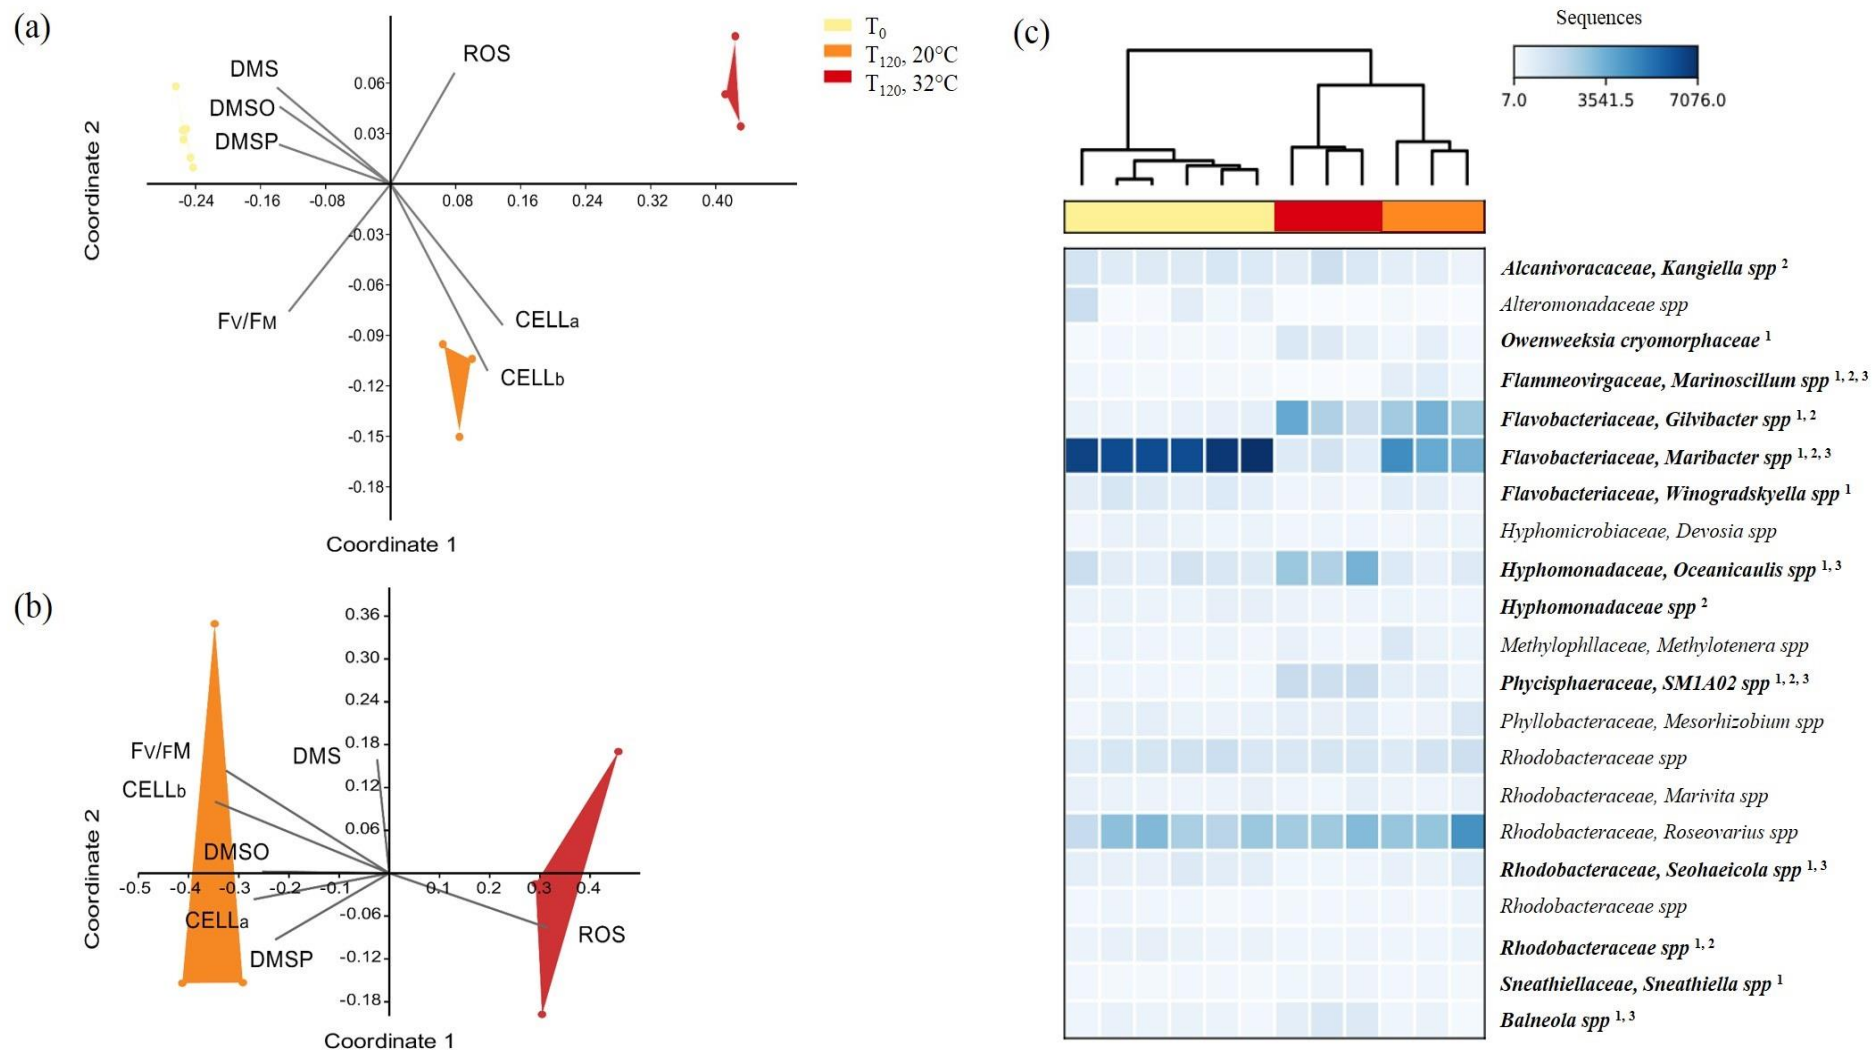 (a)
Coordinate 2
DMS
DMSO
DMSP
ROS
0.06
0.03
-0.24 -0.16 -0.08 0.08 0.16 0.24 0.32 0.40
-0.03
-0.06
-0.09
-0.12
-0.15
-0.18
FV/FM
CELLa
CELLb
Coordinate 1
T0
T120, 20°C
T120, 32°C
(b)
Coordinate 2
0.36
0.30
0.24
0.18
0.12
0.06
FV/FM
CELLb
DMS
DMSO
-0.5 -0.4 -0.3 -0.2 -0.1 0.1 0.2 0.3 0.4
CELLa
DMSP
ROS
-0.06
-0.12
-0.18
Coordinate 1
(c)
Sequences
7.0 3541.5 7076.0
Alcanivoracaceae, Kangiella spp 2
Alteromonadaceae spp
Owenweeksia cryomorphaceae 1
Flammeovirgaceae, Marinoscillum spp 1, 2, 3
Flavobacteriaceae, Gilvibacter spp 1, 2
Flavobacteriaceae, Maribacter spp 1, 2, 3
Flavobacteriaceae, Winogradskyella spp 1
Hyphomicrobiaceae, Devosia spp
Hyphomonadaceae, Oceanicaulis spp 1, 3
Hyphomonadaceae spp 2
Methylophllaceae, Methylotenera spp
Phycisphaeraceae, SM1A02 spp 1, 2, 3
Phyllobacteraceae, Mesorhizobium spp
Rhodobacteraceae spp
Rhodobacteraceae, Marivita spp
Rhodobacteraceae, Roseovarius spp
Rhodobacteraceae, Seohaeicola spp 1, 3
Rhodobacteraceae spp
Rhodobacteraceae spp 1, 2
Sneathiellaceae, Sneathiella spp 1
Balneola spp 1, 3